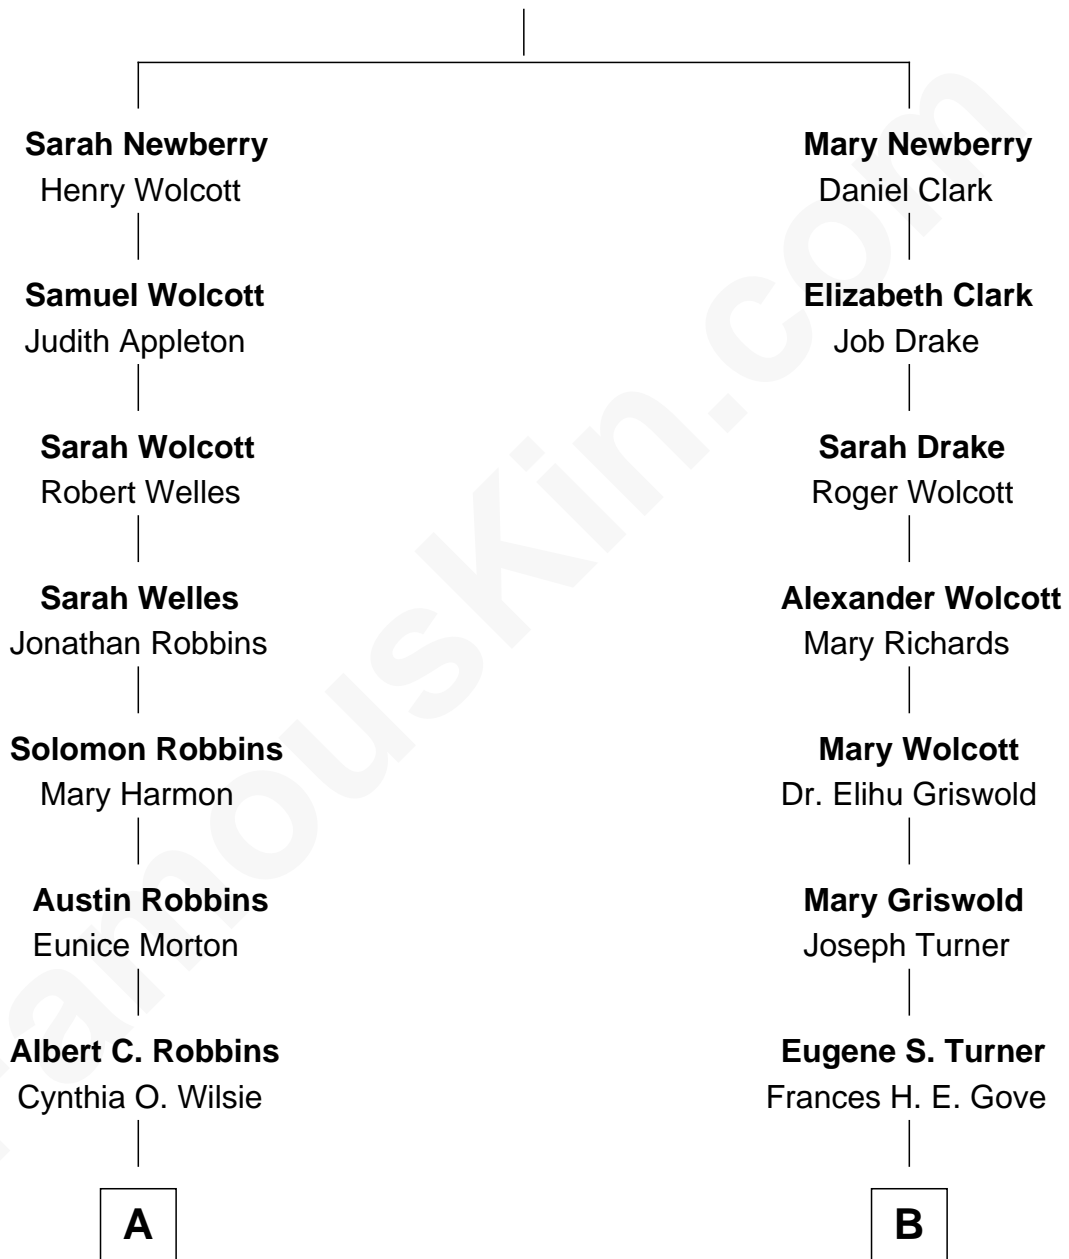 Sarah Newberry
Henry Wolcott
Samuel Wolcott
Judith Appleton
Sarah Wolcott
Robert Welles
Sarah Welles
Jonathan Robbins
Solomon Robbins
Mary Harmon
Austin Robbins
Eunice Morton
Albert C. Robbins
Cynthia O. Wilsie
A
Mary Newberry
Daniel Clark
Elizabeth Clark
Job Drake
Sarah Drake
Roger Wolcott
Alexander Wolcott
Mary Richards
Mary Wolcott
Dr. Elihu Griswold
Mary Griswold
Joseph Turner
Eugene S. Turner
Frances H. E. Gove
B
FamousKin.com